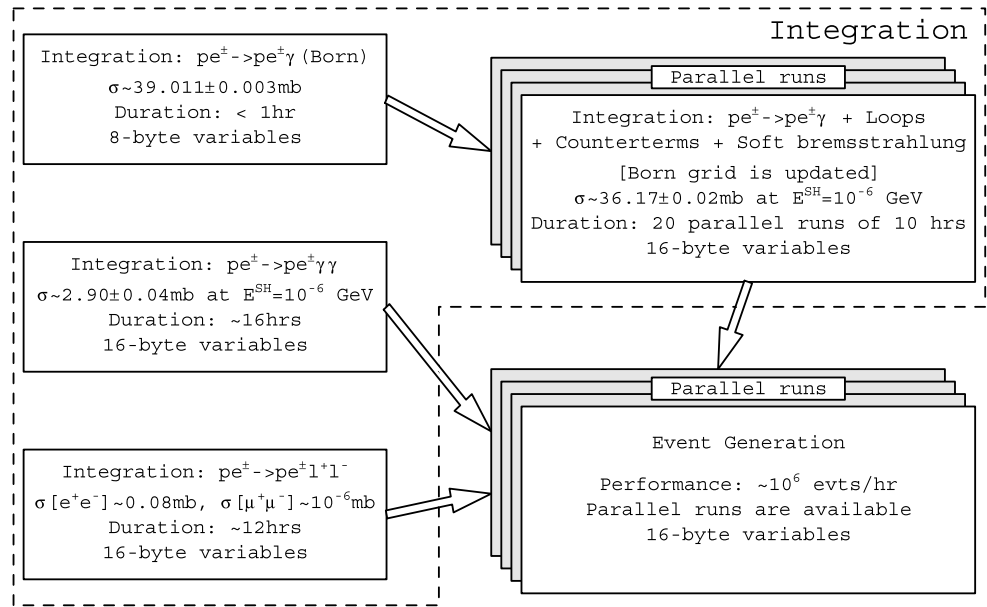 Integration
Integration: pe±->pe±γ(Born)
σ~39.011±0.003mb
Duration: < 1hr
8-byte variables
Parallel runs
Integration: pe±->pe±γ + Loops
+ Counterterms + Soft bremsstrahlung
[Born grid is updated]
σ~36.17±0.02mb at E^SH=10^-6 GeV
Duration: 20 parallel runs of 10 hrs
16-byte variables
Integration: pe±->pe±γγ
σ~2.90±0.04mb at E^SH=10^-6 GeV
Duration: ~16hrs
16-byte variables
Integration: pe±->pe±l+l-
σ[e+e-]~0.08mb, σ[μ+μ-]~10^-6mb
Duration: ~12hrs
16-byte variables
Parallel runs
Event Generation
Performance: ~10^6 evts/hr
Parallel runs are available
16-byte variables